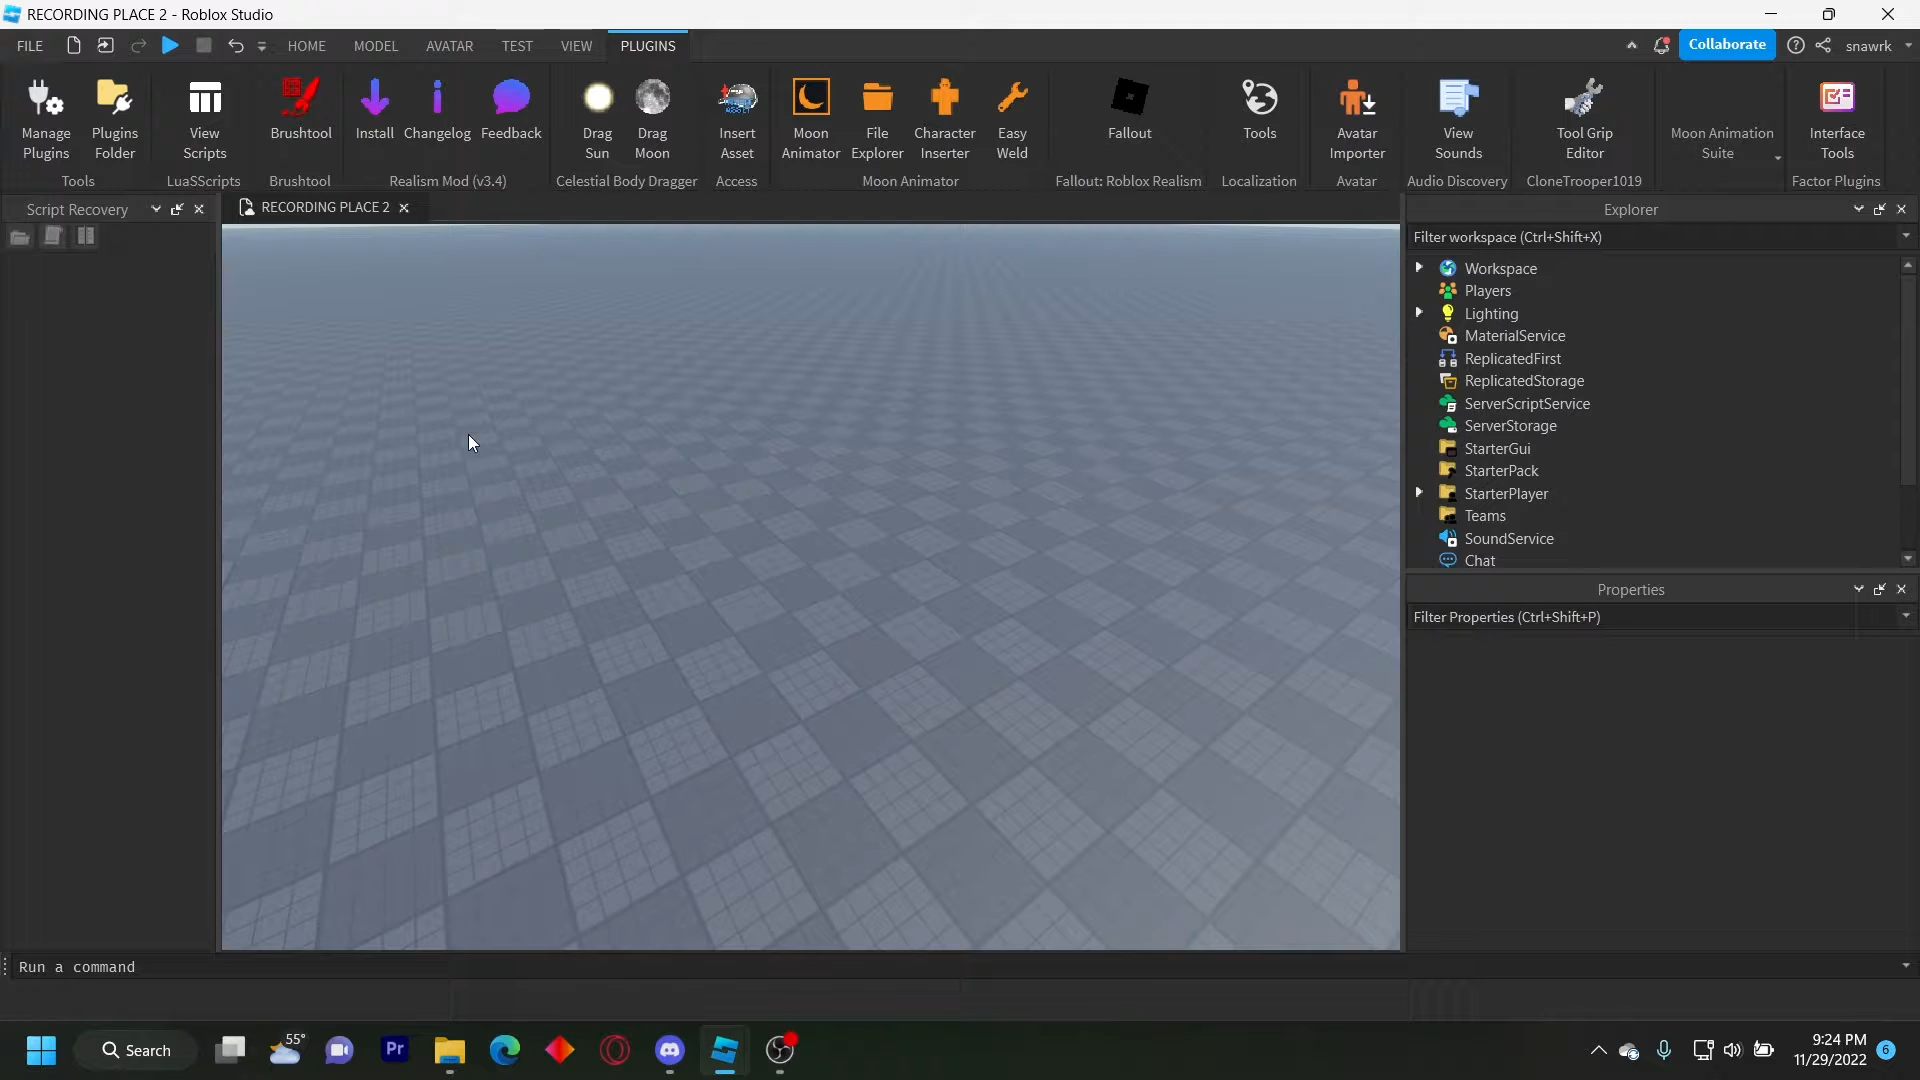 RECORDING PLACE 2 - Roblox Studio
FILE
HOME
MODEL
AVATAR
TEST
VIEW
PLUGINS
Collaborate
snawrk
Manage
Plugins
Plugins
Folder
Tools
View
Scripts
LuaSScripts
Brushtool
Brushtool
Install
Changelog
Feedback
Realism Mod (v3.4)
Drag
Sun
Drag
Moon
Celestial Body Dragger
Insert
Asset
Access
Moon
Animator
File
Explorer
Character
Inserter
Easy
Weld
Moon Animator
Fallout
Fallout: Roblox Realism
Tools
Localization
Avatar
Importer
Avatar
View
Sounds
Audio Discovery
Tool Grip
Editor
CloneTrooper1019
Moon Animation
Suite
Interface
Tools
Factor Plugins
Script Recovery
RECORDING PLACE 2
Explorer
Filter workspace (Ctrl+Shift+X)
Workspace
Players
Lighting
MaterialService
ReplicatedFirst
ReplicatedStorage
ServerScriptService
ServerStorage
StarterGui
StarterPack
StarterPlayer
Teams
SoundService
Chat
Properties
Filter Properties (Ctrl+Shift+P)
Run a command
Search
55°
Pr
9:24 PM
11/29/2022
6